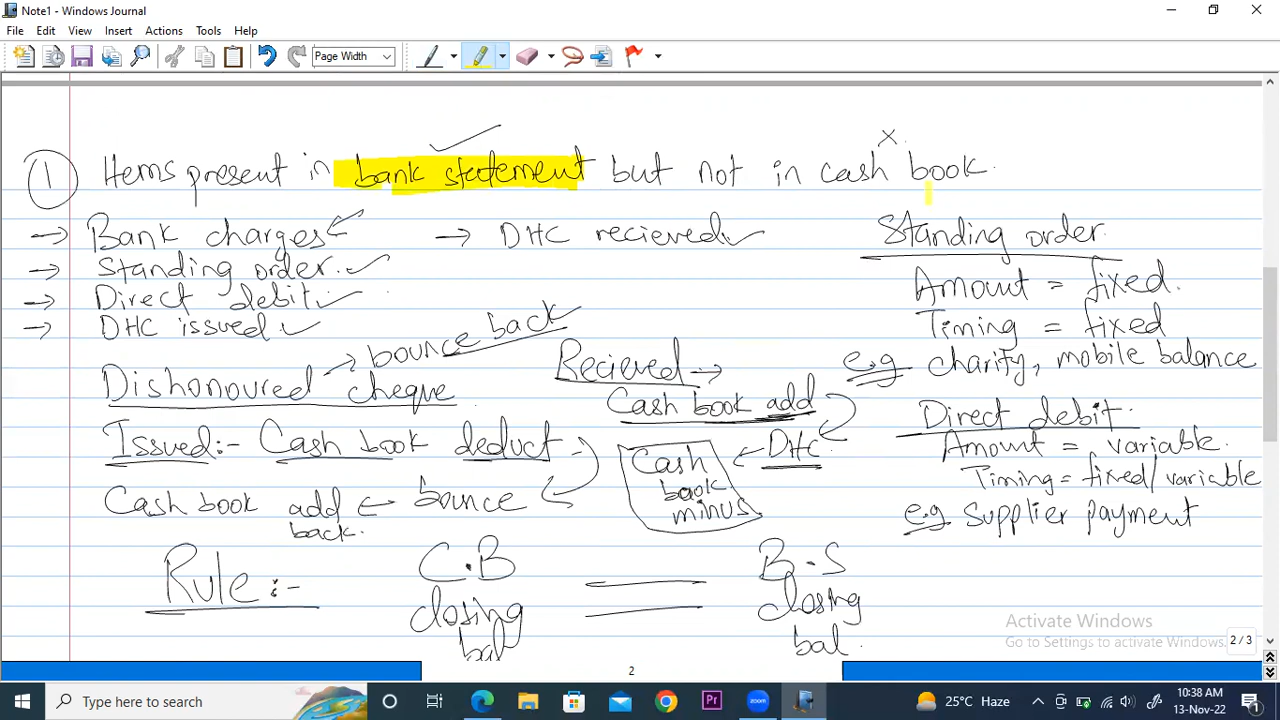 Note1 - Windows Journal
File Edit View Insert Actions Tools Help
Page Width
① Items present in bank statement but not in cash book.
→ Bank charges → DHC recieved.
→ Standing order.
→ Direct debit.
→ DHC issued.
Dishonoured cheque → bounce back
Issued:- Cash book deduct
Cash book add back. ← bounce
Recieved →
Cash book add
DHC
Cash book minus
Standing order.
Amount = fixed.
Timing = fixed
e.g charity, mobile balance
Direct debit.
Amount = variable.
Timing = fixed/variable
e.g supplier payment
Rule :- C.B closing bal = B.S closing bal.
Activate Windows
Go to Settings to activate Windows.
2 / 3
2
Type here to search
Pr
zoom
25°C Haze
10:38 AM
13-Nov-22
1